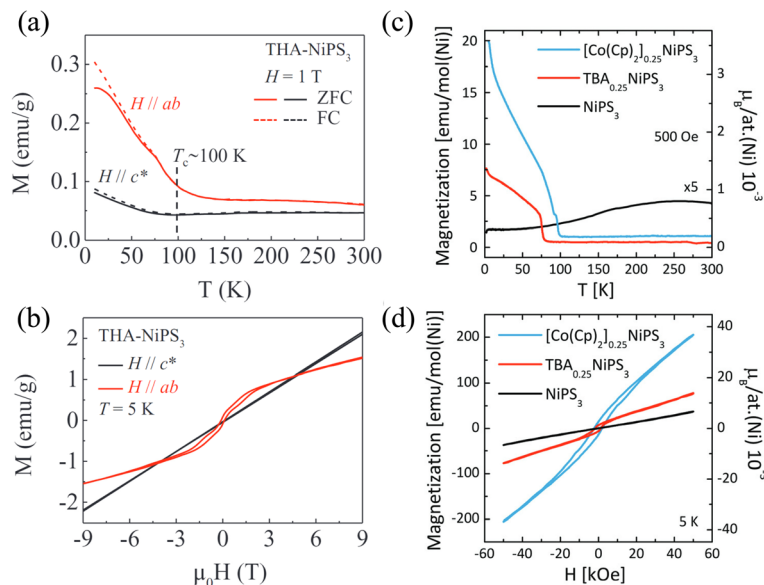 (a)
THA-NiPS3
H = 1 T
ZFC
FC
H // ab
Tc~100 K
H // c*
0.3
0.2
0.1
0.0
M (emu/g)
0 50 100 150 200 250 300
T (K)
(b)
THA-NiPS3
H // c*
H // ab
T = 5 K
2
1
0
-1
-2
M (emu/g)
-9 -6 -3 0 3 6 9
μ0H (T)
(c)
[Co(Cp)2]0.25NiPS3
TBA0.25NiPS3
NiPS3
500 Oe
x5
20
15
10
5
0
Magnetization [emu/mol(Ni)]
3
2
1
0
μB/at.(Ni) 10-3
0 50 100 150 200 250 300
T [K]
(d)
[Co(Cp)2]0.25NiPS3
TBA0.25NiPS3
NiPS3
5 K
200
100
0
-100
-200
Magnetization [emu/mol(Ni)]
40
20
0
-20
-40
μB/at.(Ni) 10-3
-60 -40 -20 0 20 40 60
H [kOe]